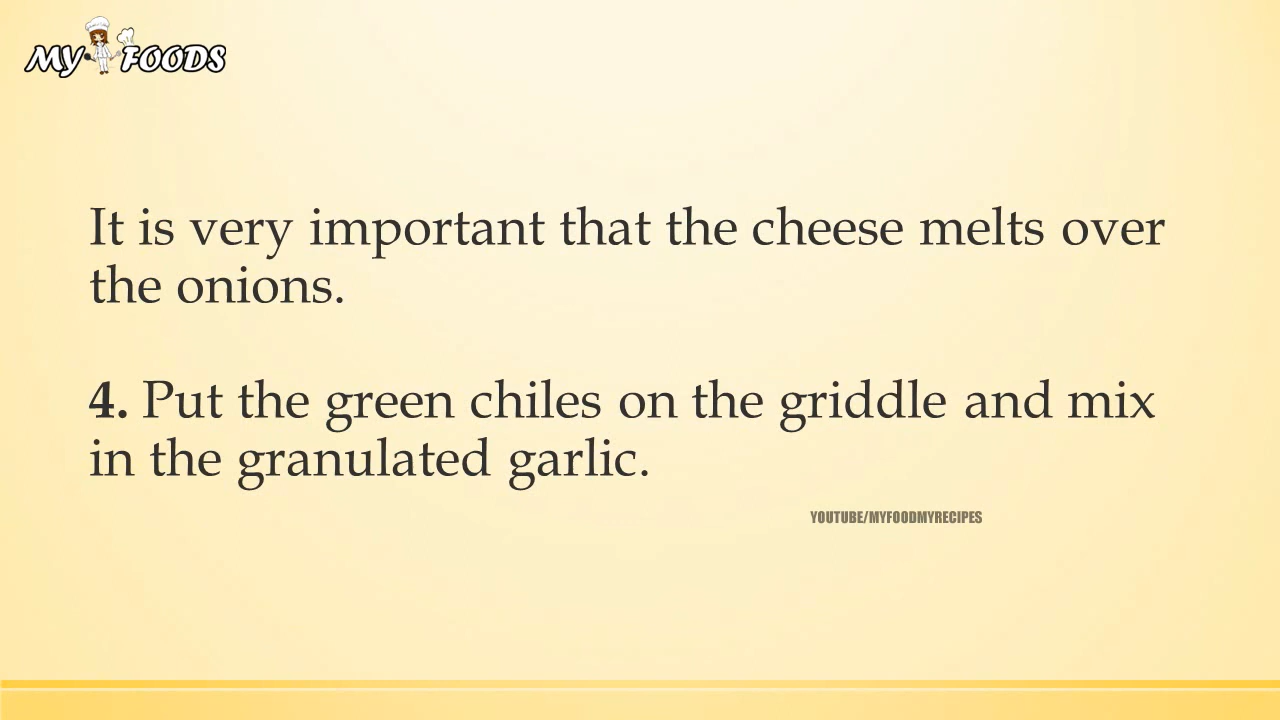 MY FOODS
It is very important that the cheese melts over
the onions.
4. Put the green chiles on the griddle and mix
in the granulated garlic.
YOUTUBE/MYFOODMYRECIPES